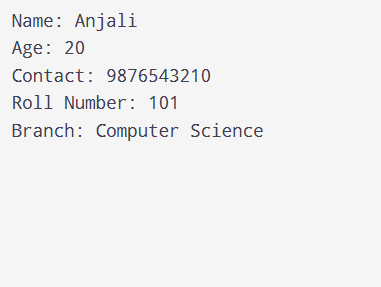 Name: Anjali
Age: 20
Contact: 9876543210
Roll Number: 101
Branch: Computer Science